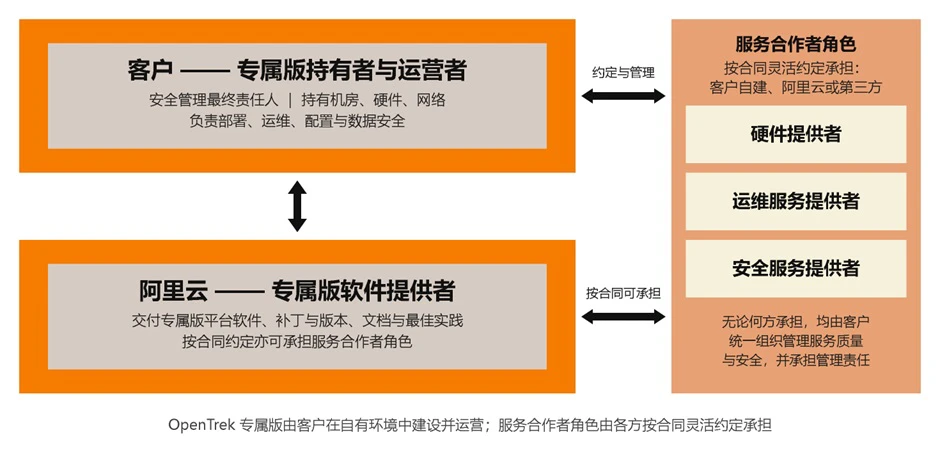 客户 —— 专属版持有者与运营者
安全管理最终责任人 ｜ 持有机房、硬件、网络
负责部署、运维、配置与数据安全
约定与管理
服务合作者角色
按合同灵活约定承担：
客户自建、阿里云或第三方
硬件提供者
运维服务提供者
安全服务提供者
无论何方承担，均由客户
统一组织管理服务质量
与安全，并承担管理责任
阿里云 —— 专属版软件提供者
交付专属版平台软件、补丁与版本、文档与最佳实践
按合同约定亦可承担服务合作者角色
按合同可承担
OpenTrek 专属版由客户在自有环境中建设并运营；服务合作者角色由各方按合同灵活约定承担